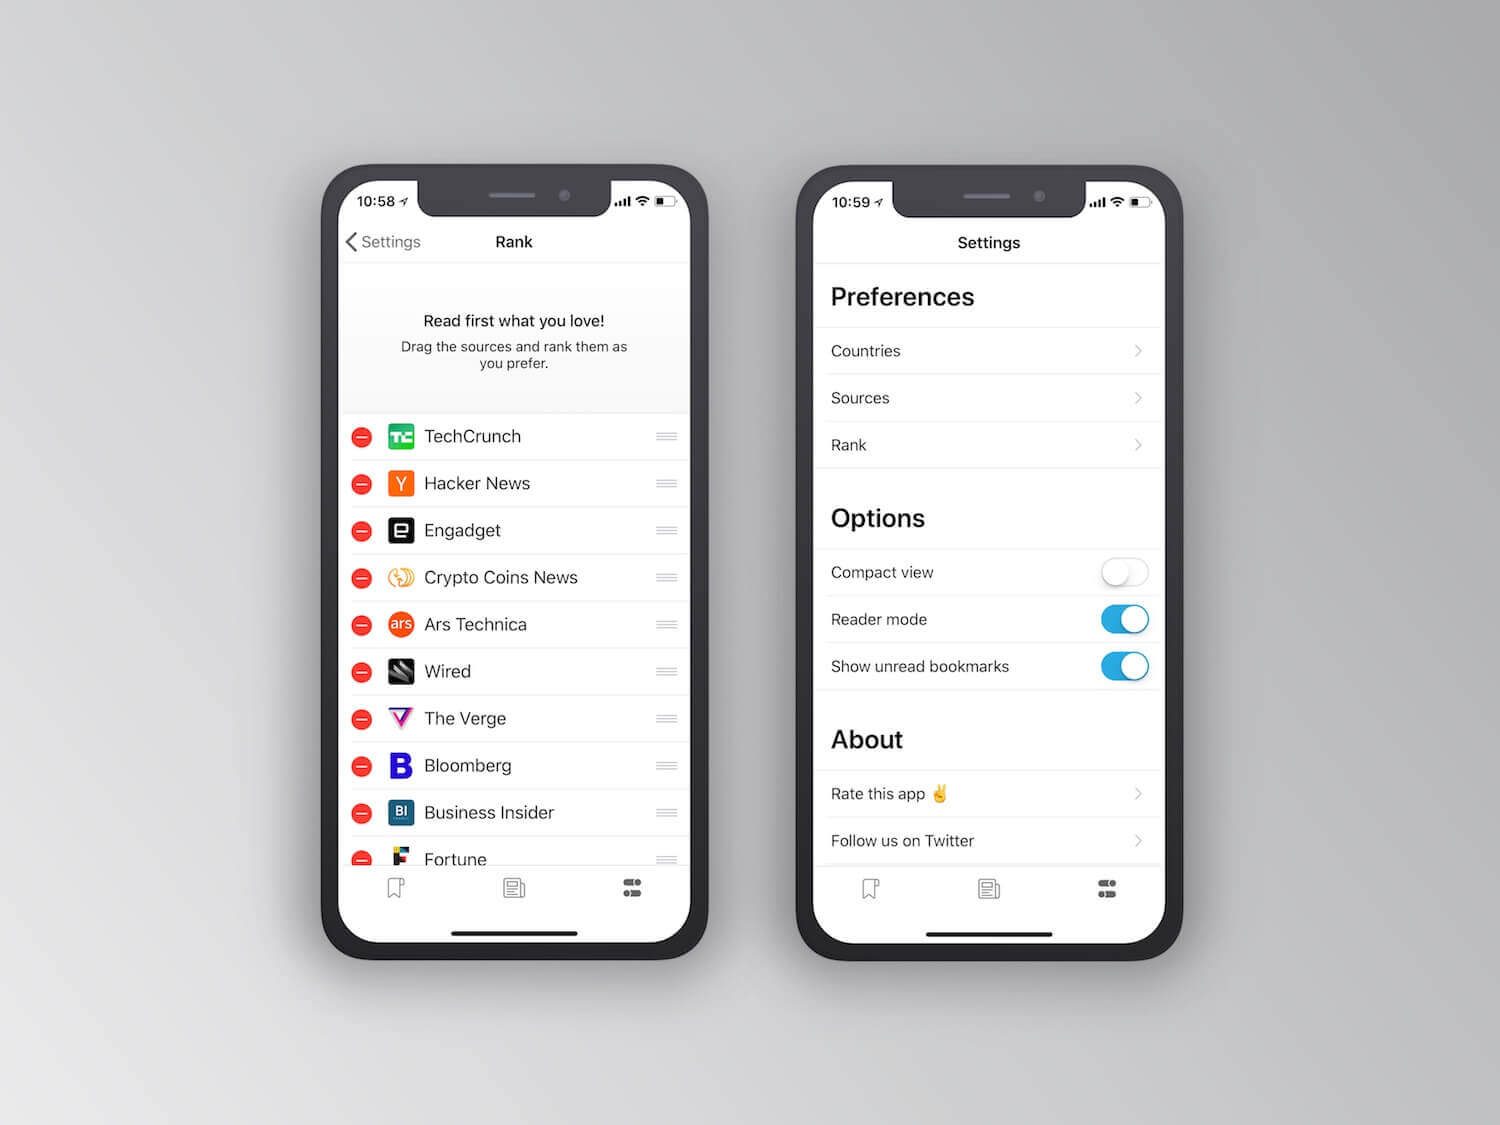 10:58
Settings
Rank
Read first what you love!
Drag the sources and rank them as
you prefer.
TechCrunch
Y Hacker News
e Engadget
Crypto Coins News
ars Ars Technica
Wired
The Verge
B Bloomberg
BI Business Insider
F Fortune
10:59
Settings
Preferences
Countries
Sources
Rank
Options
Compact view
Reader mode
Show unread bookmarks
About
Rate this app ✌️
Follow us on Twitter